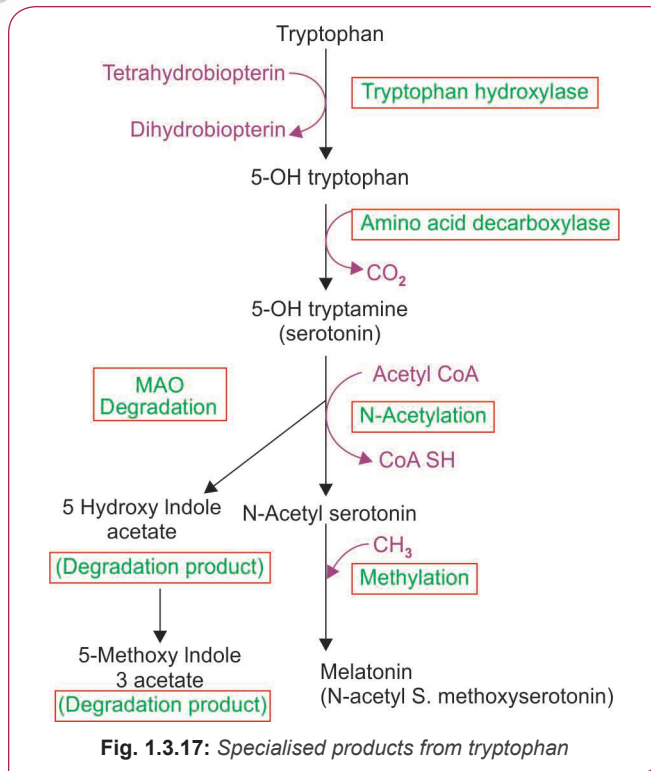 Tryptophan
Tetrahydrobiopterin
Tryptophan hydroxylase
Dihydrobiopterin
5-OH tryptophan
Amino acid decarboxylase
CO₂
5-OH tryptamine
(serotonin)
MAO
Degradation
Acetyl CoA
N-Acetylation
CoA SH
5 Hydroxy Indole
acetate
N-Acetyl serotonin
(Degradation product)
CH₃
Methylation
5-Methoxy Indole
3 acetate
(Degradation product)
Melatonin
(N-acetyl S. methoxyserotonin)
Fig. 1.3.17: Specialised products from tryptophan